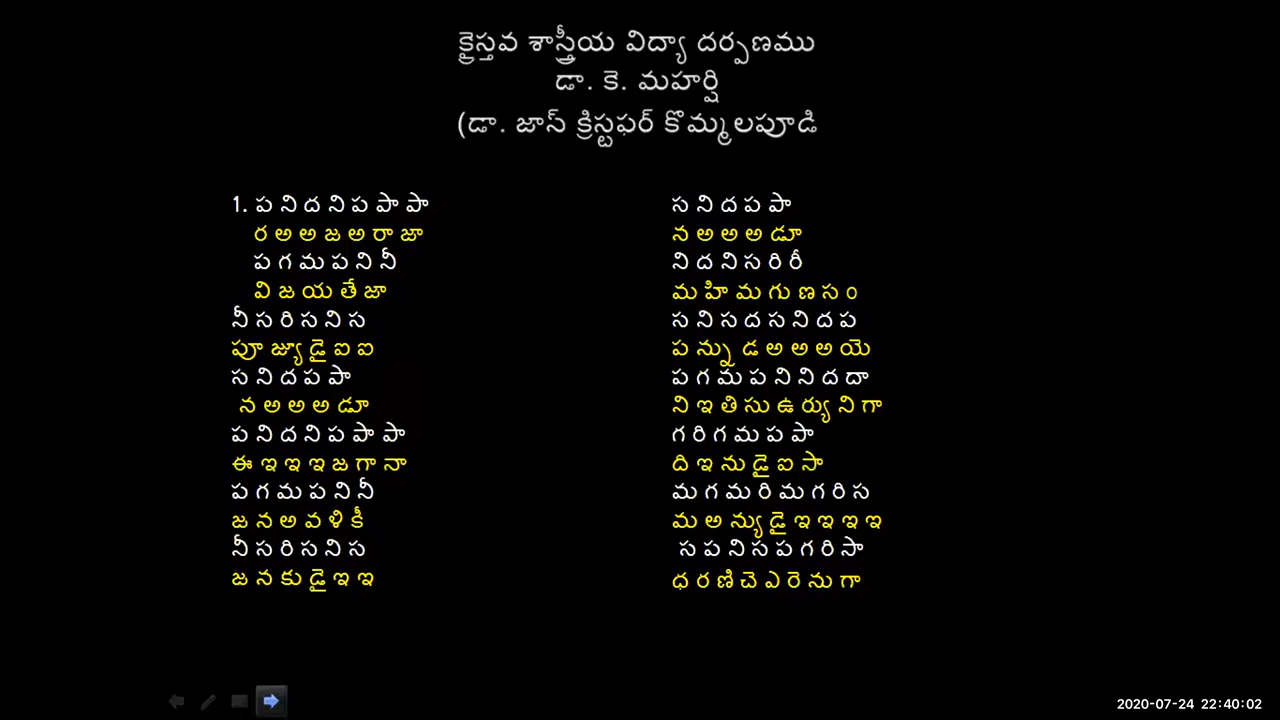 క్రైస్తవ శాస్త్రీయ విద్యా దర్పణము
డా. కె. మహర్షి
(డా. జాస్ క్రిస్టఫర్ కొమ్మలపూడి
1. ప ని ద ని ప పా పా
ర అ అ జ అ రా జా
ప గ మ ప ని నీ
వి జ య తే జా
నీ స రి స ని స
పూ జ్యు డై ఐ ఐ
స ని ద ప పా
న అ అ అ డూ
ప ని ద ని ప పా పా
ఈ ఇ ఇ ఇ జ గా నా
ప గ మ ప ని నీ
జ న అ వ ళి కీ
నీ స రి స ని స
జ న కు డై ఇ ఇ
స ని ద ప పా
న అ అ అ డూ
ని ద ని స రి రీ
మ హి మ గు ణ స ం
స ని స ద స ని ద ప
ప న్ను డ అ అ అ యె
ప గ మ ప ని ని ద దా
ని ఇ తి సు ఉ ర్యు ని గా
గ రి గ మ ప పా
ది ఇ ను డై ఐ సా
మ గ మ రి మ గ రి స
మ అ న్యు డై ఇ ఇ ఇ ఇ
స ప ని స ప గ రి సా
ధ ర ణి చె ఎ రె ను గా
2020-07-24 22:40:02